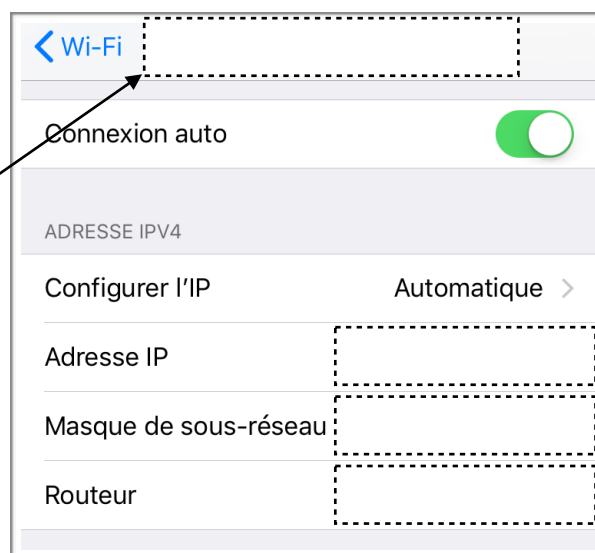 Wi-Fi
Connexion auto
ADRESSE IPV4
Configurer l’IP Automatique
Adresse IP
Masque de sous-réseau
Routeur